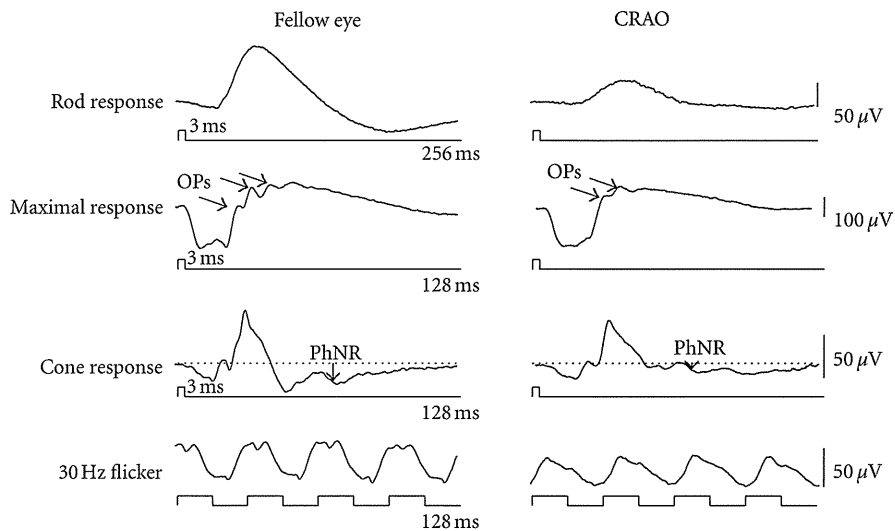 Fellow eye
CRAO
Rod response
3 ms
256 ms
50 μV
OPs
OPs
Maximal response
3 ms
128 ms
100 μV
PhNR
PhNR
Cone response
3 ms
128 ms
50 μV
30 Hz flicker
128 ms
50 μV